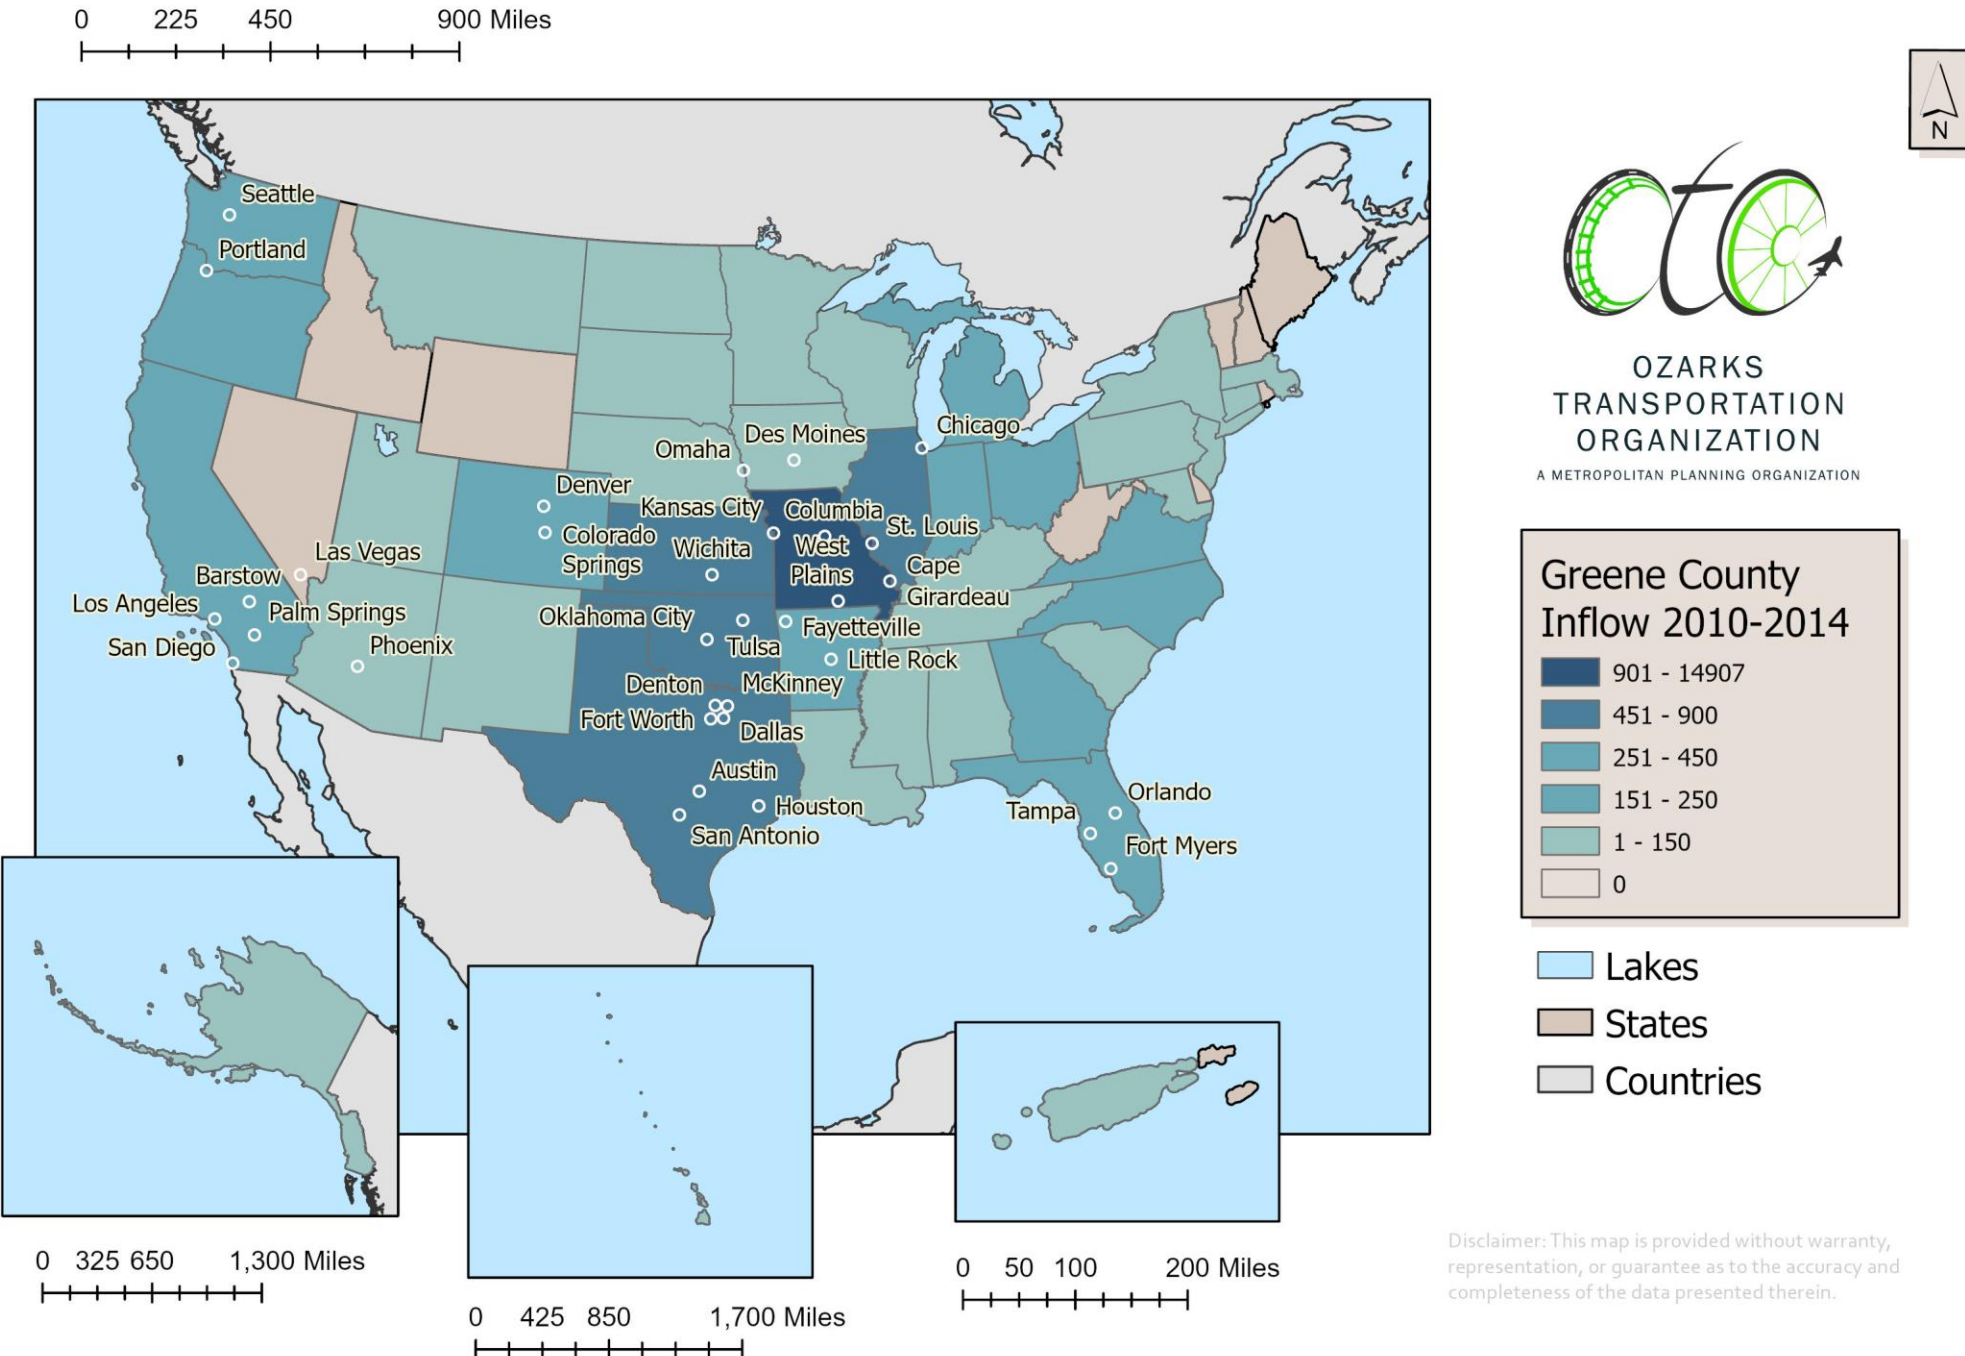 0 225 450 900 Miles
N
Seattle
Portland
Chicago
Des Moines
Omaha
Denver
Kansas City
Columbia
St. Louis
Colorado
Springs
Wichita
West
Plains
Las Vegas
Cape
Girardeau
Barstow
Los Angeles
Palm Springs
Oklahoma City
Fayetteville
San Diego
Phoenix
Tulsa
Little Rock
Denton
McKinney
Fort Worth
Dallas
Austin
Houston
San Antonio
Orlando
Tampa
Fort Myers
0 325 650 1,300 Miles
0 425 850 1,700 Miles
0 50 100 200 Miles
oto
OZARKS
TRANSPORTATION
ORGANIZATION
A METROPOLITAN PLANNING ORGANIZATION
Greene County
Inflow 2010-2014
901 - 14907
451 - 900
251 - 450
151 - 250
1 - 150
0
Lakes
States
Countries
Disclaimer: This map is provided without warranty,
representation, or guarantee as to the accuracy and
completeness of the data presented therein.